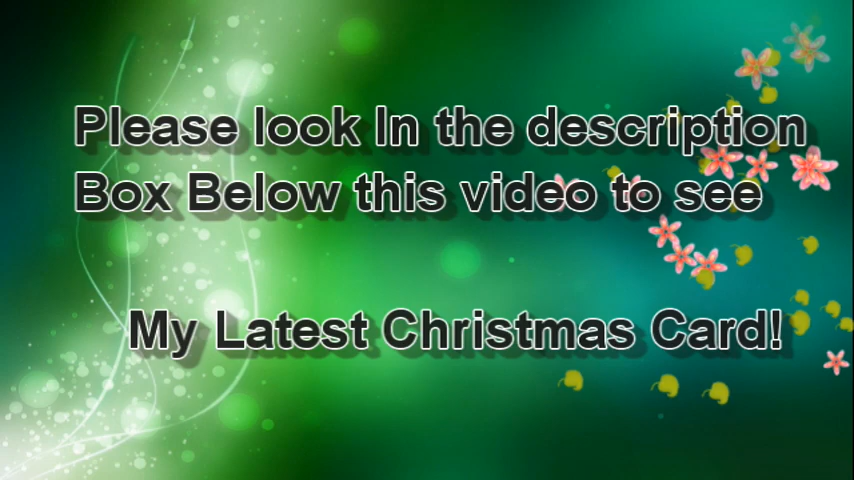 Please look In the description
Box Below this video to see
My Latest Christmas Card!